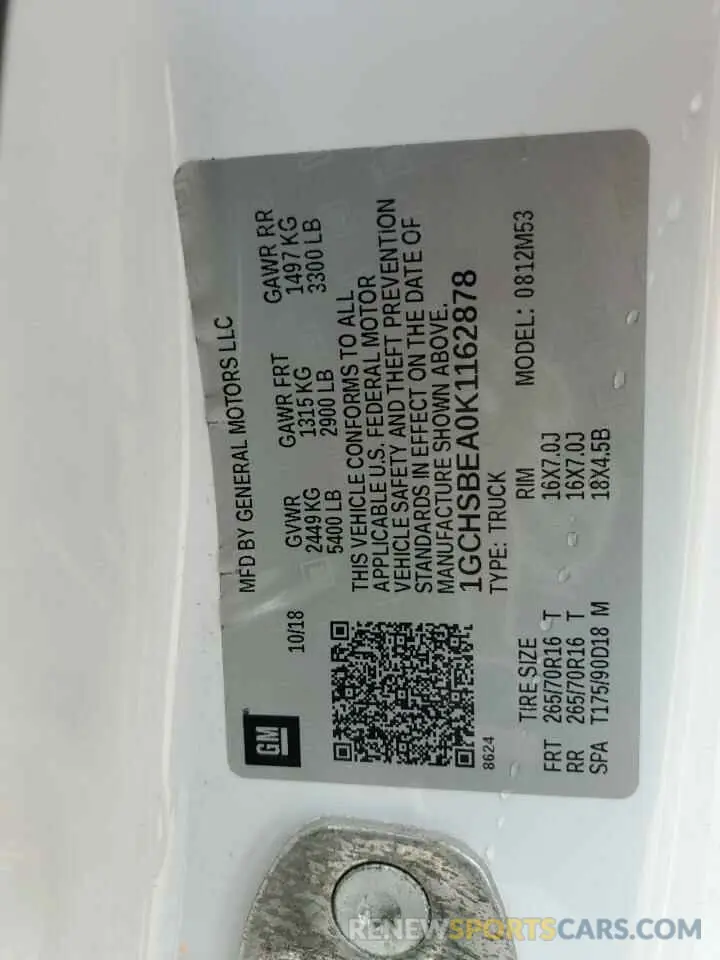 MFD BY GENERAL MOTORS LLC
GM
10/18
GVWR GAWR FRT GAWR RR
2449 KG 1315 KG 1497 KG
5400 LB 2900 LB 3300 LB
THIS VEHICLE CONFORMS TO ALL
APPLICABLE U.S. FEDERAL MOTOR
VEHICLE SAFETY AND THEFT PREVENTION
STANDARDS IN EFFECT ON THE DATE OF
MANUFACTURE SHOWN ABOVE.
1GCHSBEA0K1162878
8624
TYPE: TRUCK MODEL: 0812M53
TIRE SIZE RIM
FRT 265/70R16 T 16X7.0J
RR 265/70R16 T 16X7.0J
SPA T175/90D18 M 18X4.5B
RENEWSPORTSCARS.COM